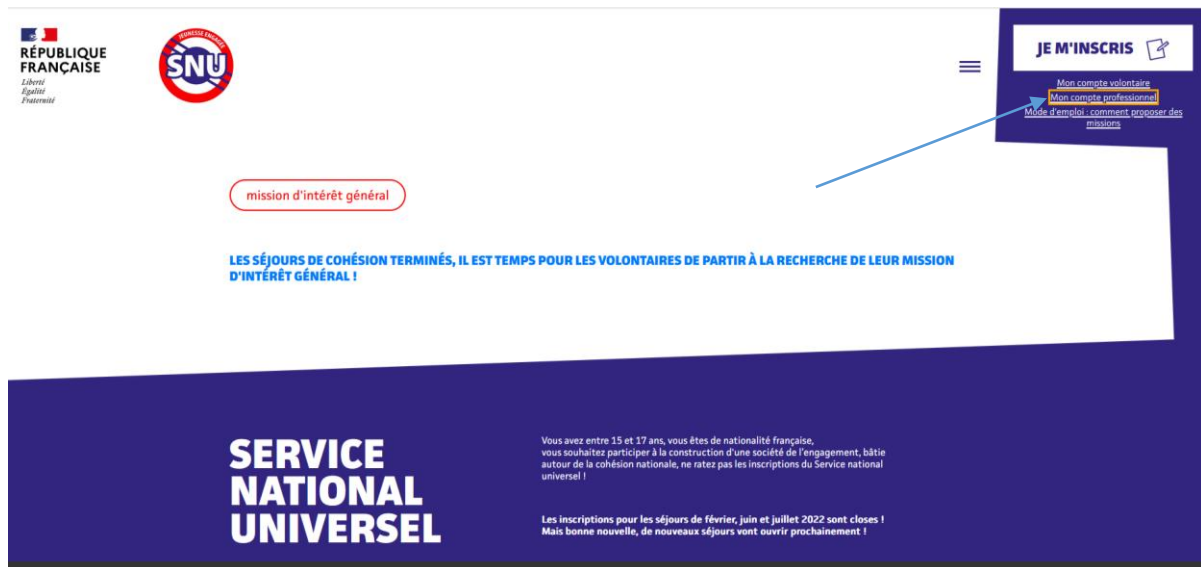 RÉPUBLIQUE
FRANÇAISE
Liberté
Égalité
Fraternité
JEUNESSE ENGAGÉE
SNU
JE M'INSCRIS
Mon compte volontaire
Mon compte professionnel
Mode d'emploi : comment proposer des
missions
mission d'intérêt général
LES SÉJOURS DE COHÉSION TERMINÉS, IL EST TEMPS POUR LES VOLONTAIRES DE PARTIR À LA RECHERCHE DE LEUR MISSION
D'INTÉRÊT GÉNÉRAL !
SERVICE
NATIONAL
UNIVERSEL
Vous avez entre 15 et 17 ans, vous êtes de nationalité française,
vous souhaitez participer à la construction d'une société de l'engagement, bâtie
autour de la cohésion nationale, ne ratez pas les inscriptions du Service national
universel !
Les inscriptions pour les séjours de février, juin et juillet 2022 sont closes !
Mais bonne nouvelle, de nouveaux séjours vont ouvrir prochainement !